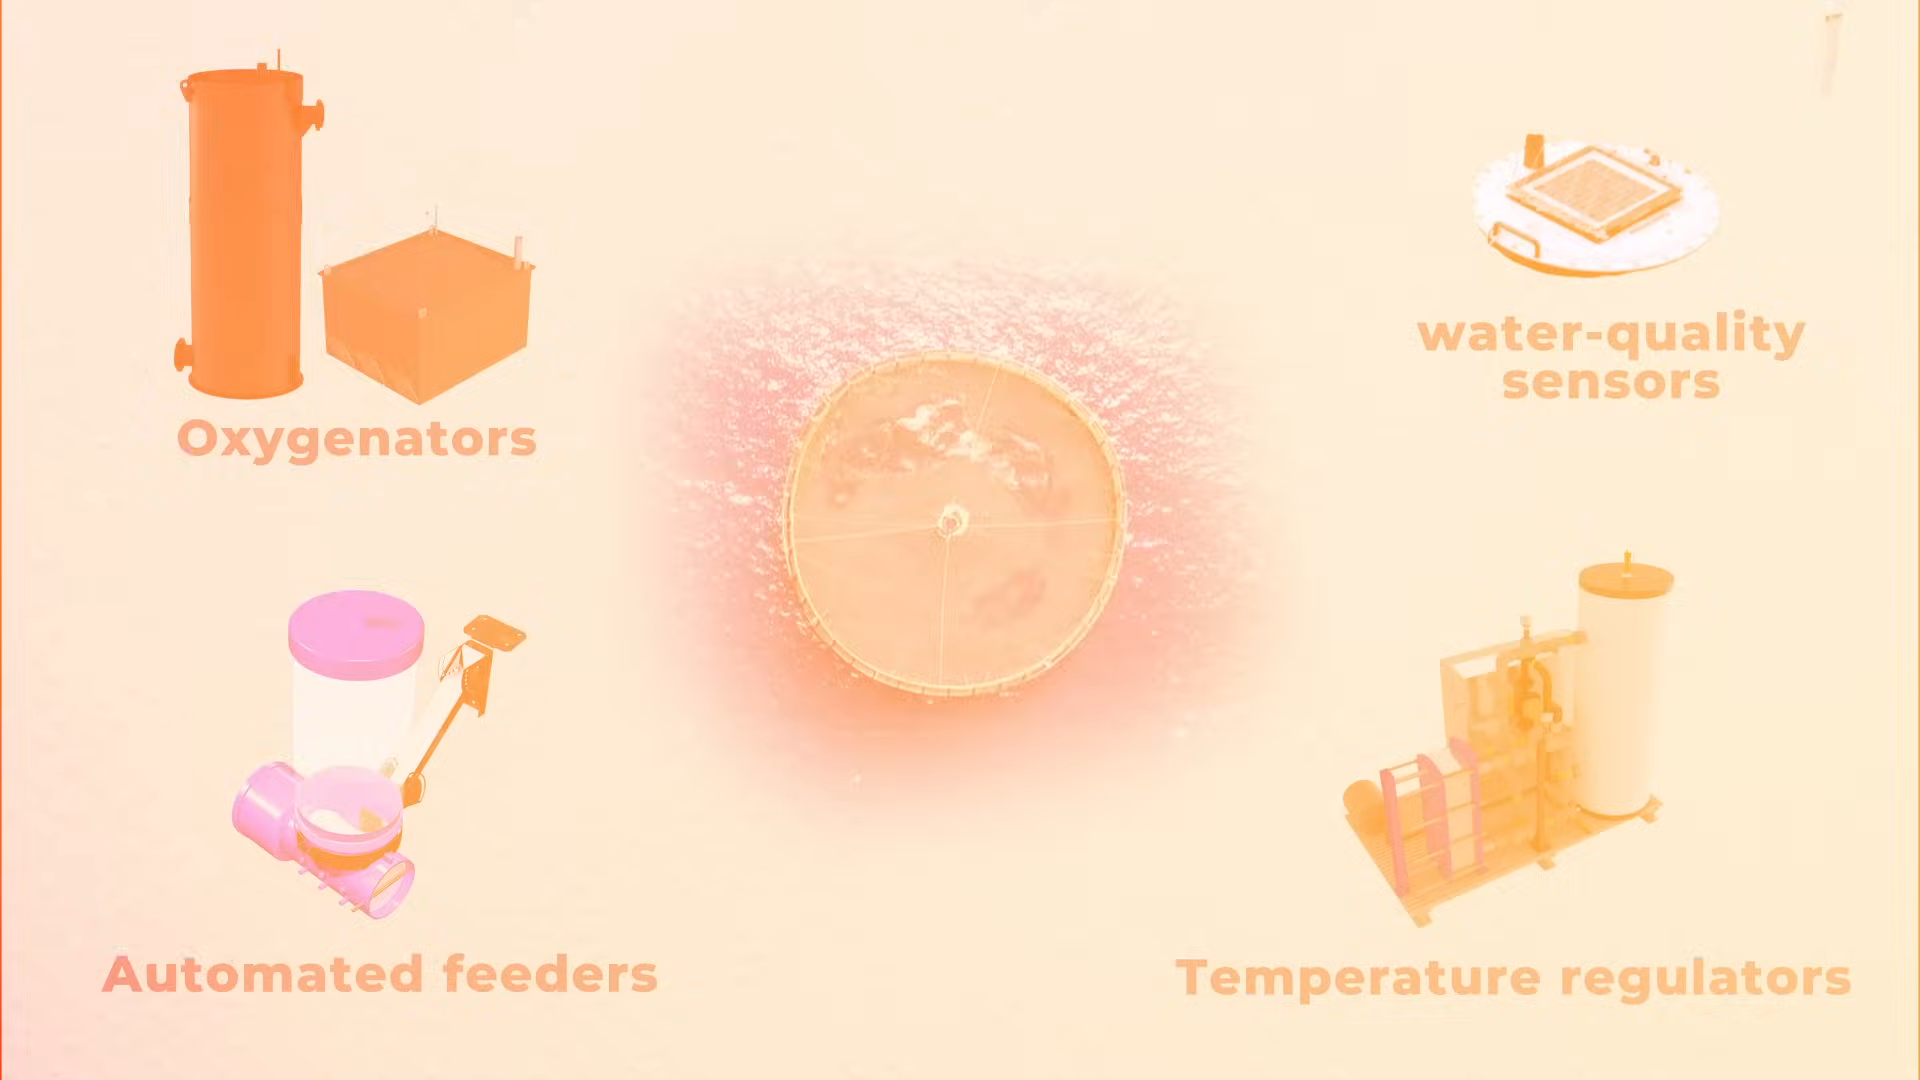 Oxygenators
water-quality
sensors
Automated feeders
Temperature regulators